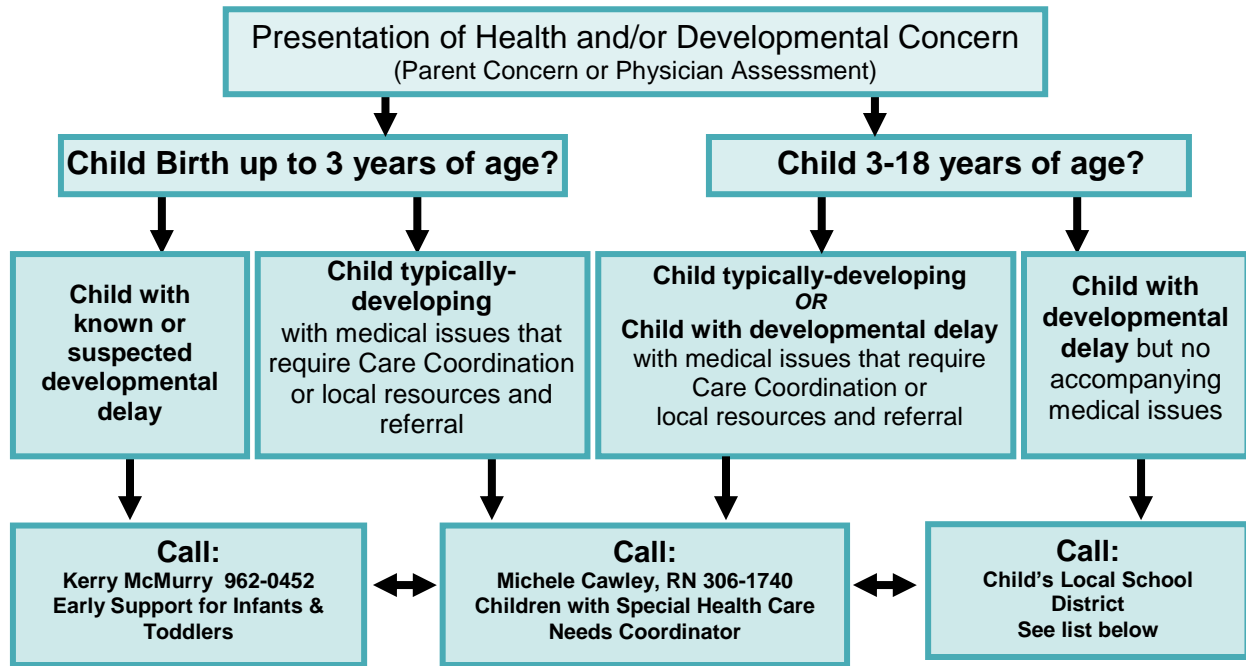 Presentation of Health and/or Developmental Concern
(Parent Concern or Physician Assessment)
Child Birth up to 3 years of age?
Child 3-18 years of age?
Child with
known or
suspected
developmental
delay
Child typically-
developing
with medical issues that
require Care Coordination
or local resources and
referral
Child typically-developing
OR
Child with developmental delay
with medical issues that require
Care Coordination or
local resources and referral
Child with
developmental
delay but no
accompanying
medical issues
Call:
Kerry McMurry 962-0452
Early Support for Infants &
Toddlers
Call:
Michele Cawley, RN 306-1740
Children with Special Health Care
Needs Coordinator
Call:
Child's Local School
District
See list below